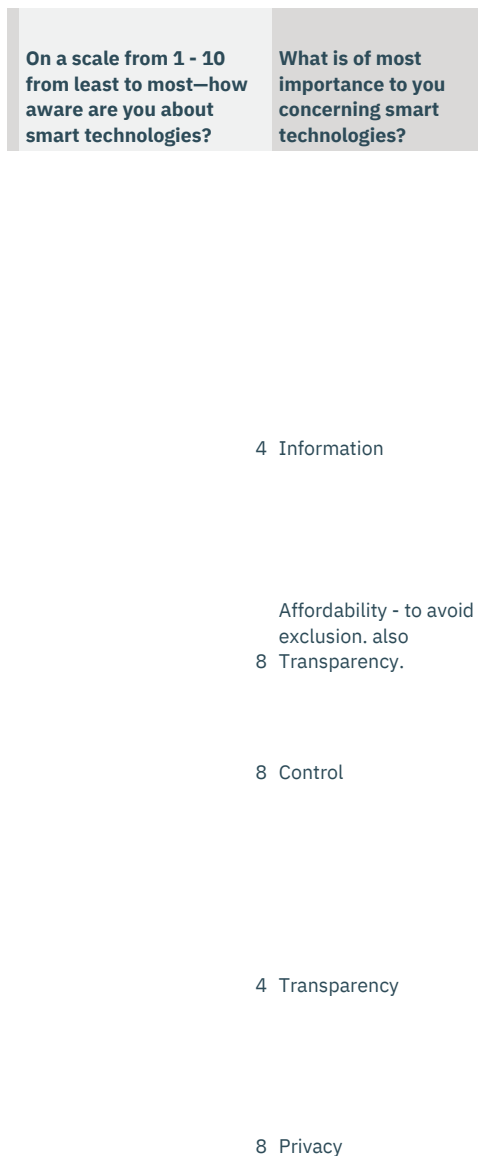 On a scale from 1 - 10
from least to most—how
aware are you about
smart technologies?
What is of most
importance to you
concerning smart
technologies?
4 Information
Affordability - to avoid
exclusion. also
8 Transparency.
8 Control
4 Transparency
8 Privacy